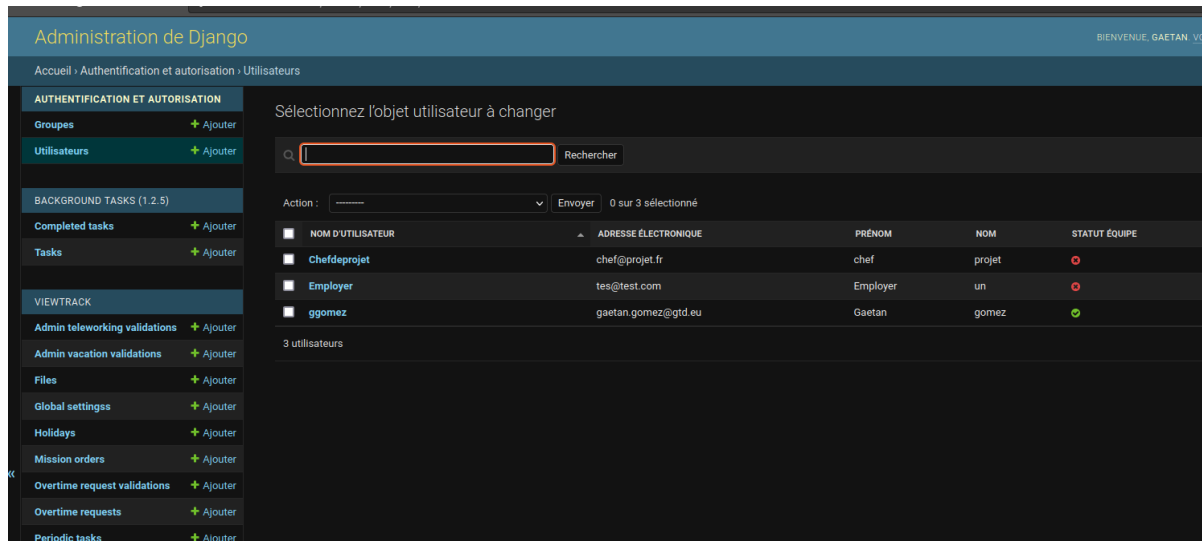 Administration de Django
BIENVENUE, GAETAN.
Accueil › Authentification et autorisation › Utilisateurs
AUTHENTIFICATION ET AUTORISATION
Groupes + Ajouter
Utilisateurs + Ajouter
BACKGROUND TASKS (1.2.5)
Completed tasks + Ajouter
Tasks + Ajouter
VIEWTRACK
Admin teleworking validations + Ajouter
Admin vacation validations + Ajouter
Files + Ajouter
Global settingss + Ajouter
Holidays + Ajouter
Mission orders + Ajouter
Overtime request validations + Ajouter
Overtime requests + Ajouter
Periodic tasks + Ajouter
«
Sélectionnez l’objet utilisateur à changer
Rechercher
Action : --------- Envoyer 0 sur 3 sélectionné
NOM D’UTILISATEUR ADRESSE ÉLECTRONIQUE PRÉNOM NOM STATUT ÉQUIPE
Chefdeprojet chef@projet.fr chef projet
Employer tes@test.com Employer un
ggomez gaetan.gomez@gtd.eu Gaetan gomez
3 utilisateurs